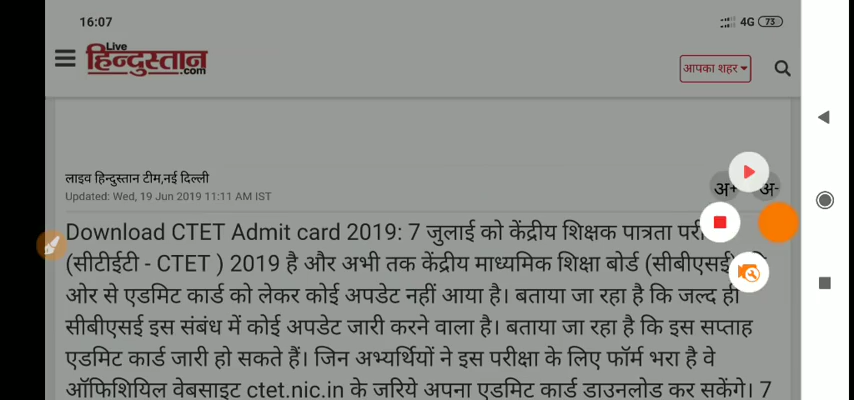 16:07
4G 73
Live
हिन्दुस्तान
.com
आपका शहर
लाइव हिन्दुस्तान टीम,नई दिल्ली
Updated: Wed, 19 Jun 2019 11:11 AM IST
अ+ अ-
Download CTET Admit card 2019: 7 जुलाई को केंद्रीय शिक्षक पात्रता
(सीटीईटी - CTET ) 2019 है और अभी तक केंद्रीय माध्यमिक शिक्षा बोर्ड (सीबीएसई)
ओर से एडमिट कार्ड को लेकर कोई अपडेट नहीं आया है। बताया जा रहा है कि जल्द ही
सीबीएसई इस संबंध में कोई अपडेट जारी करने वाला है। बताया जा रहा है कि इस सप्ताह
एडमिट कार्ड जारी हो सकते हैं। जिन अभ्यर्थियों ने इस परीक्षा के लिए फॉर्म भरा है वे
ऑफिशियिल वेबसाइट ctet.nic.in के जरिये अपना एडमिट कार्ड डाउनलोड कर सकेंगे। 7